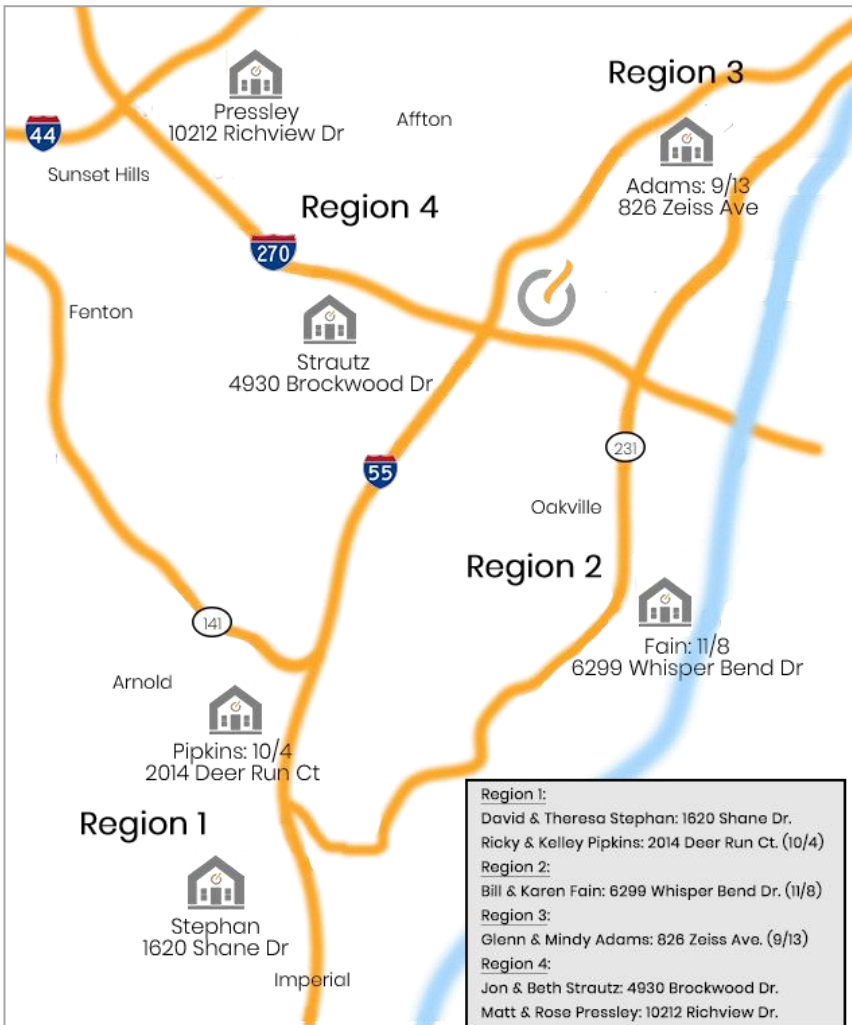 Region 3
Pressley
10212 Richview Dr
Affton
44
Sunset Hills
Adams: 9/13
826 Zeiss Ave
Region 4
270
Fenton
Strautz
4930 Brockwood Dr
231
55
Oakville
Region 2
141
Fain: 11/8
6299 Whisper Bend Dr
Arnold
Pipkins: 10/4
2014 Deer Run Ct
Region 1
Stephan
1620 Shane Dr
Imperial
Region 1:
David & Theresa Stephan: 1620 Shane Dr.
Ricky & Kelley Pipkins: 2014 Deer Run Ct. (10/4)
Region 2:
Bill & Karen Fain: 6299 Whisper Bend Dr. (11/8)
Region 3:
Glenn & Mindy Adams: 826 Zeiss Ave. (9/13)
Region 4:
Jon & Beth Strautz: 4930 Brockwood Dr.
Matt & Rose Pressley: 10212 Richview Dr.